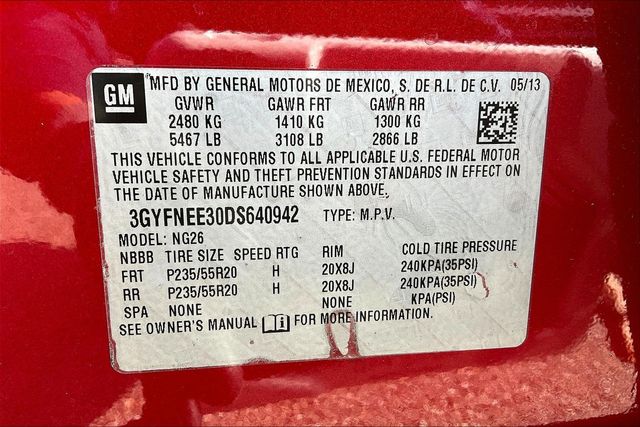 GM
MFD BY GENERAL MOTORS DE MEXICO, S. DE R.L. DE C.V. 05/13
GVWR GAWR FRT GAWR RR
2480 KG 1410 KG 1300 KG
5467 LB 3108 LB 2866 LB
THIS VEHICLE CONFORMS TO ALL APPLICABLE U.S. FEDERAL MOTOR
VEHICLE SAFETY AND THEFT PREVENTION STANDARDS IN EFFECT ON
THE DATE OF MANUFACTURE SHOWN ABOVE.
3GYFNEE30DS640942 TYPE: M.P.V.
MODEL: NG26
NBBB TIRE SIZE SPEED RTG RIM COLD TIRE PRESSURE
FRT P235/55R20 H 20X8J 240KPA(35PSI)
RR P235/55R20 H 20X8J 240KPA(35PSI)
SPA NONE NONE KPA(PSI)
SEE OWNER'S MANUAL FOR MORE INFORMATION